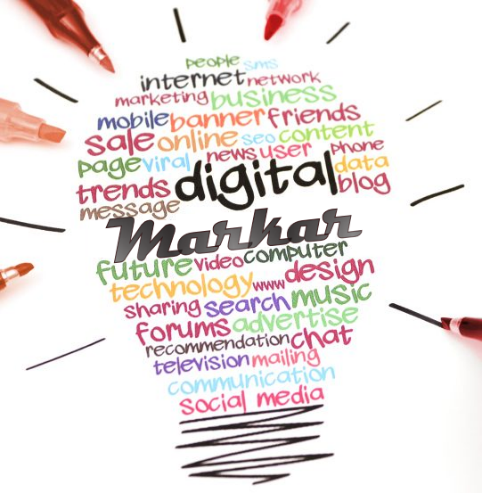 people sms
internet network
marketing business
mobile banner friends
sale online seo content
page viral news user phone
data
trends digital blog
message
Markar
future video computer
technology www design
sharing search music
forums advertise
recommendation chat
television mailing
communication
social media